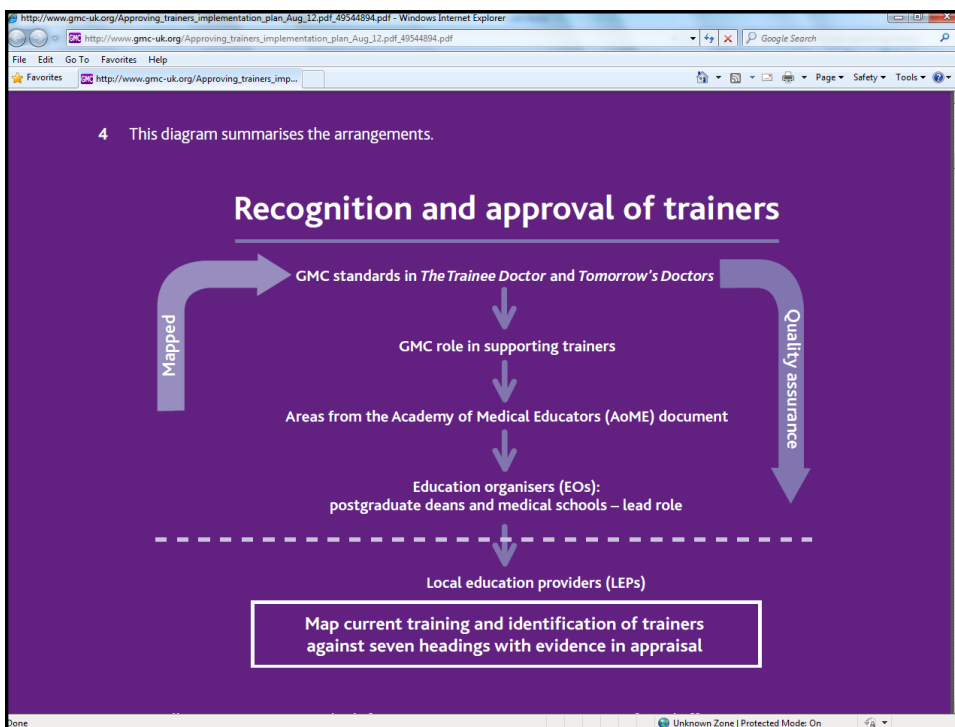 http://www.gmc-uk.org/Approving_trainers_implementation_plan_Aug_12.pdf_49544894.pdf - Windows Internet Explorer
http://www.gmc-uk.org/Approving_trainers_implementation_plan_Aug_12.pdf_49544894.pdf
Google Search
File Edit Go To Favorites Help
Favorites
GMC http://www.gmc-uk.org/Approving_trainers_imp...
Page Safety Tools
4 This diagram summarises the arrangements.
Recognition and approval of trainers
GMC standards in The Trainee Doctor and Tomorrow's Doctors
Mapped
Quality assurance
GMC role in supporting trainers
Areas from the Academy of Medical Educators (AoME) document
Education organisers (EOs):
postgraduate deans and medical schools – lead role
Local education providers (LEPs)
Map current training and identification of trainers
against seven headings with evidence in appraisal
Done
Unknown Zone | Protected Mode: On